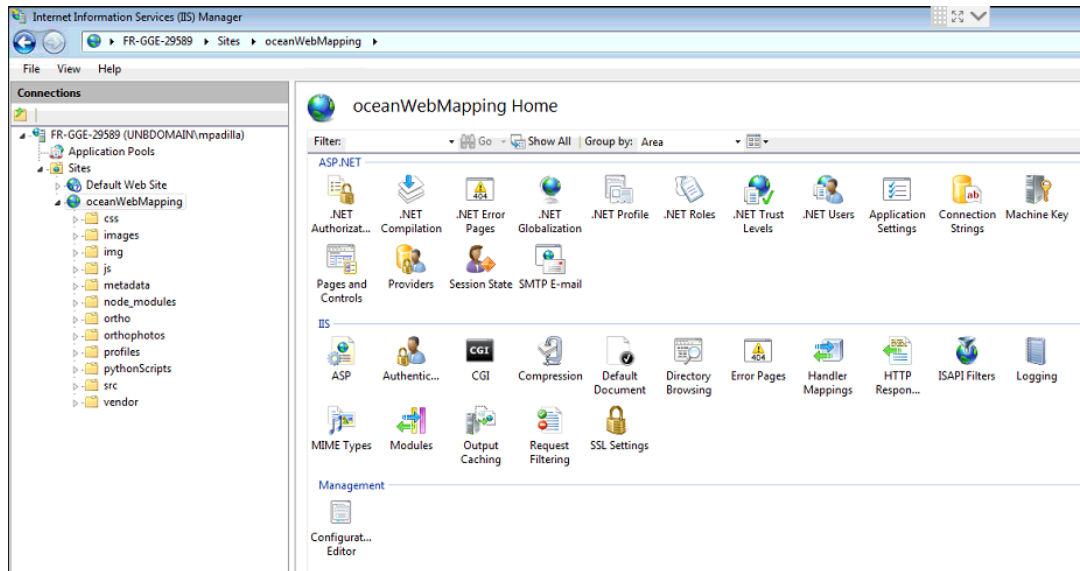 Internet Information Services (IIS) Manager
FR-GGE-29589 Sites oceanWebMapping
File View Help
Connections
FR-GGE-29589 (UNBDOMAIN\mpadilla)
Application Pools
Sites
Default Web Site
oceanWebMapping
css
images
img
js
metadata
node_modules
ortho
orthophotos
profiles
pythonScripts
src
vendor
oceanWebMapping Home
Filter: Go Show All Group by: Area
ASP.NET
.NET Authorizat...
.NET Compilation
404
.NET Error Pages
.NET Globalization
.NET Profile
.NET Roles
.NET Trust Levels
.NET Users
Application Settings
ab
Connection Strings
Machine Key
Pages and Controls
Providers
Session State
SMTP E-mail
IIS
ASP
Authentic...
CGI
CGI
Compression
Default Document
Directory Browsing
404
Error Pages
Handler Mappings
HTTP Respon...
ISAPI Filters
Logging
MIME Types
Modules
Output Caching
Request Filtering
SSL Settings
Management
Configurat... Editor